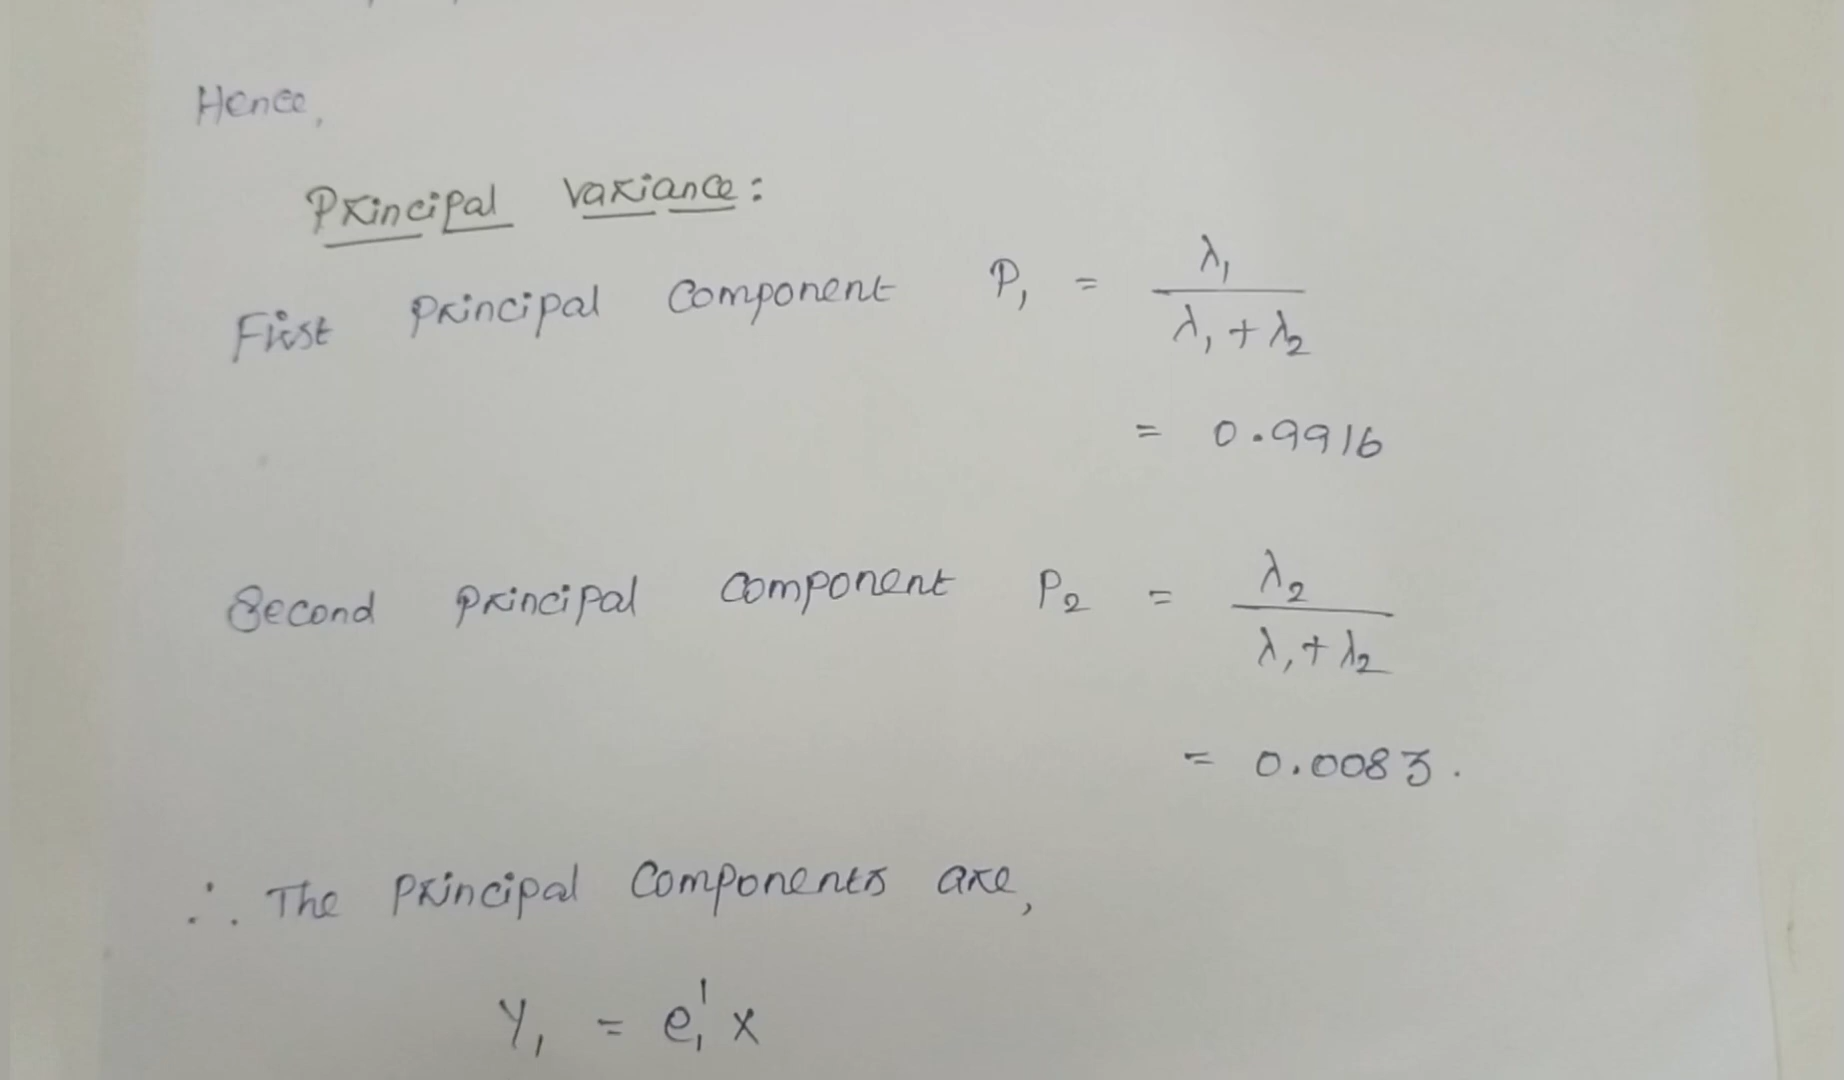 Hence,
Principal Variance:
First Principal Component P₁ = λ₁ / (λ₁ + λ₂)
= 0.9916
Second Principal Component P₂ = λ₂ / (λ₁ + λ₂)
= 0.0083.
∴ The Principal Components are,
Y₁ = e₁' x